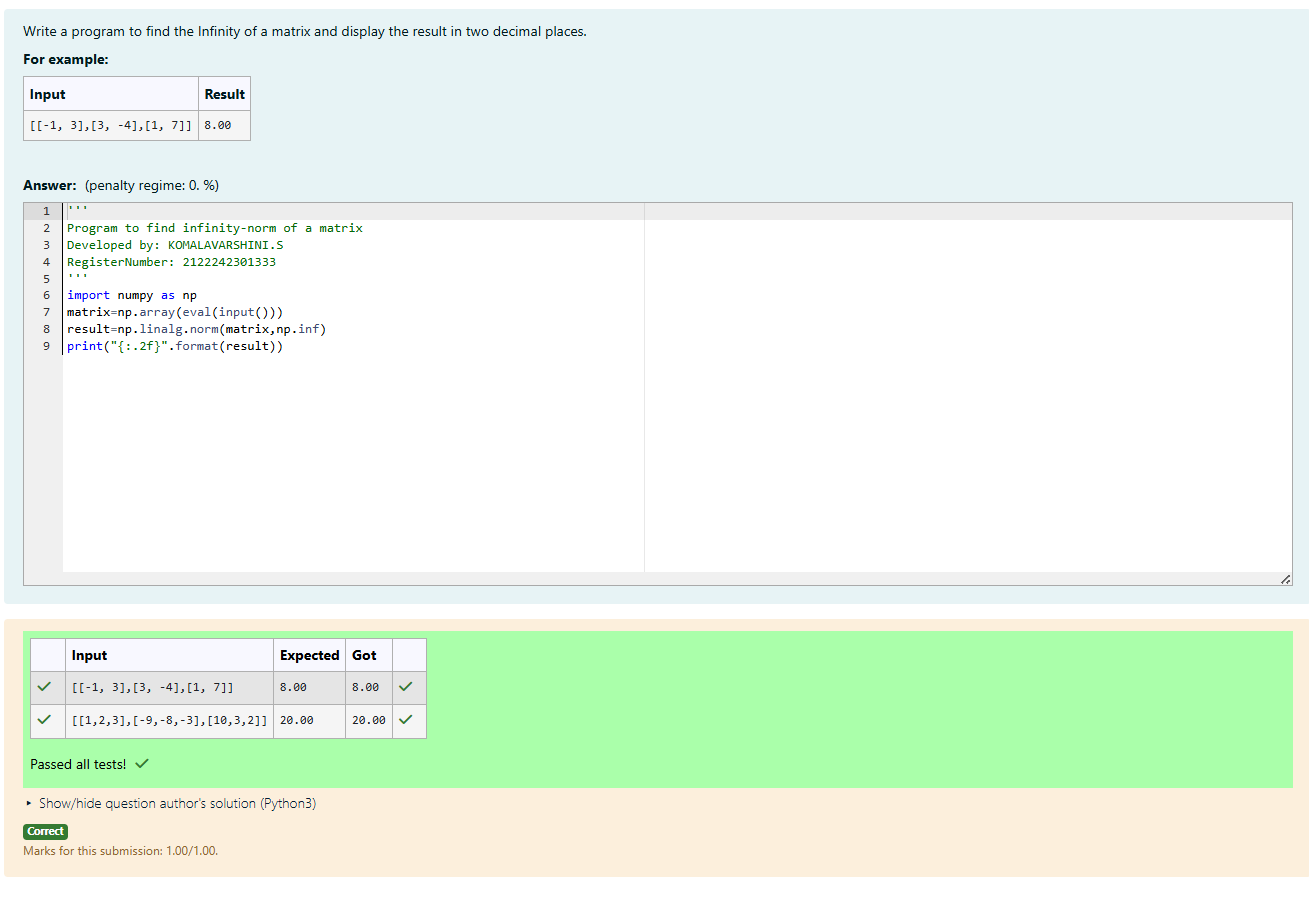 Write a program to find the Infinity of a matrix and display the result in two decimal places.
For example:
Input Result
[[-1, 3],[3, -4],[1, 7]] 8.00
Answer: (penalty regime: 0. %)
1 '''
2 Program to find infinity-norm of a matrix
3 Developed by: KOMALAVARSHINI.S
4 RegisterNumber: 2122242301333
5 '''
6 import numpy as np
7 matrix=np.array(eval(input()))
8 result=np.linalg.norm(matrix,np.inf)
9 print("{:.2f}".format(result))
Input Expected Got
[[-1, 3],[3, -4],[1, 7]] 8.00 8.00
[[1,2,3],[-9,-8,-3],[10,3,2]] 20.00 20.00
Passed all tests!
Show/hide question author's solution (Python3)
Correct
Marks for this submission: 1.00/1.00.